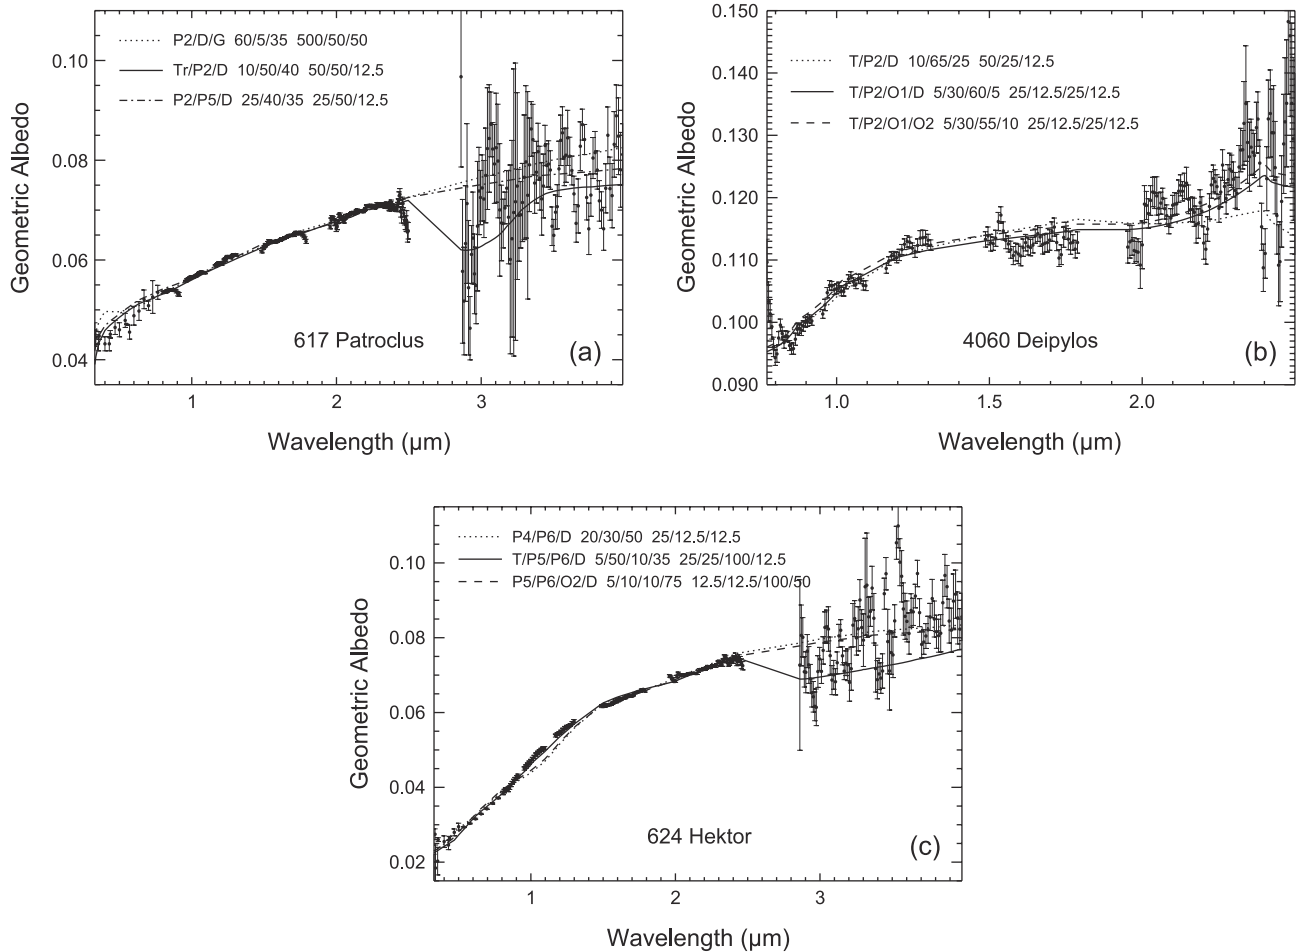 P2/D/G 60/5/35 500/50/50
Tr/P2/D 10/50/40 50/50/12.5
P2/P5/D 25/40/35 25/50/12.5
0.10
0.08
0.06
0.04
Geometric Albedo
617 Patroclus
(a)
1
2
3
Wavelength (µm)
T/P2/D 10/65/25 50/25/12.5
T/P2/O1/D 5/30/60/5 25/12.5/25/12.5
T/P2/O1/O2 5/30/55/10 25/12.5/25/12.5
0.150
0.140
0.130
0.120
0.110
0.100
0.090
Geometric Albedo
4060 Deipylos
(b)
1.0
1.5
2.0
Wavelength (µm)
P4/P6/D 20/30/50 25/12.5/12.5
T/P5/P6/D 5/50/10/35 25/25/100/12.5
P5/P6/O2/D 5/10/10/75 12.5/12.5/100/50
0.10
0.08
0.06
0.04
0.02
Geometric Albedo
624 Hektor
(c)
1
2
3
Wavelength (µm)